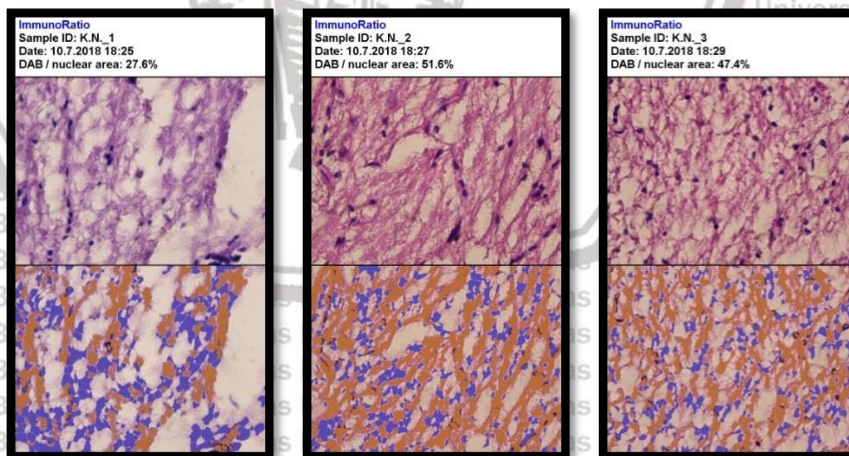 ImmunoRatio
Sample ID: K.N._1
Date: 10.7.2018 18:25
DAB / nuclear area: 27.6%
ImmunoRatio
Sample ID: K.N._2
Date: 10.7.2018 18:27
DAB / nuclear area: 51.6%
ImmunoRatio
Sample ID: K.N._3
Date: 10.7.2018 18:29
DAB / nuclear area: 47.4%